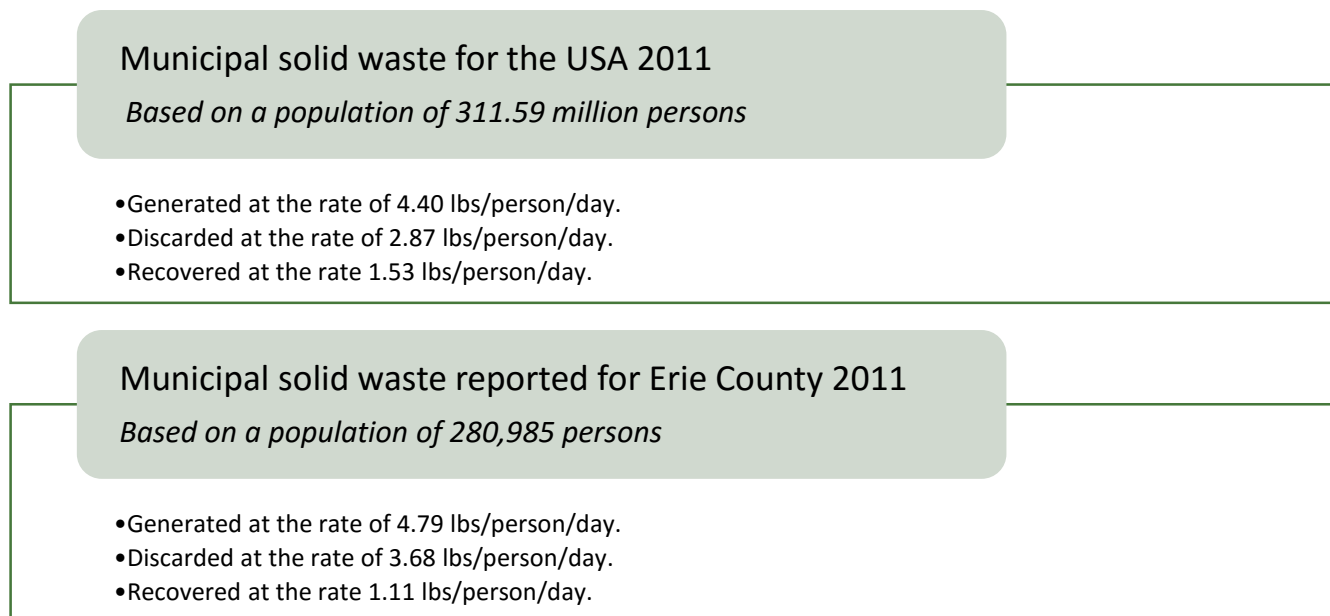 Municipal solid waste for the USA 2011
Based on a population of 311.59 million persons
•Generated at the rate of 4.40 lbs/person/day.
•Discarded at the rate of 2.87 lbs/person/day.
•Recovered at the rate 1.53 lbs/person/day.
Municipal solid waste reported for Erie County 2011
Based on a population of 280,985 persons
•Generated at the rate of 4.79 lbs/person/day.
•Discarded at the rate of 3.68 lbs/person/day.
•Recovered at the rate 1.11 lbs/person/day.